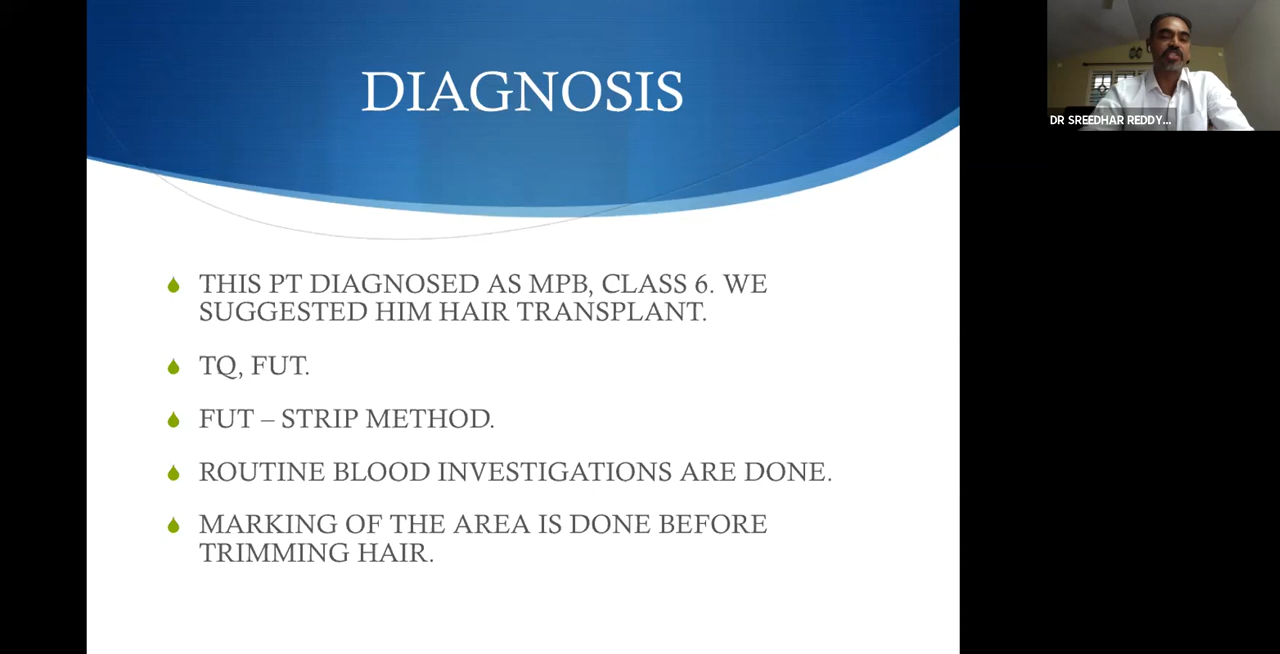 DIAGNOSIS
DR SREEDHAR REDDY...
THIS PT DIAGNOSED AS MPB, CLASS 6. WE
SUGGESTED HIM HAIR TRANSPLANT.
TQ, FUT.
FUT – STRIP METHOD.
ROUTINE BLOOD INVESTIGATIONS ARE DONE.
MARKING OF THE AREA IS DONE BEFORE
TRIMMING HAIR.